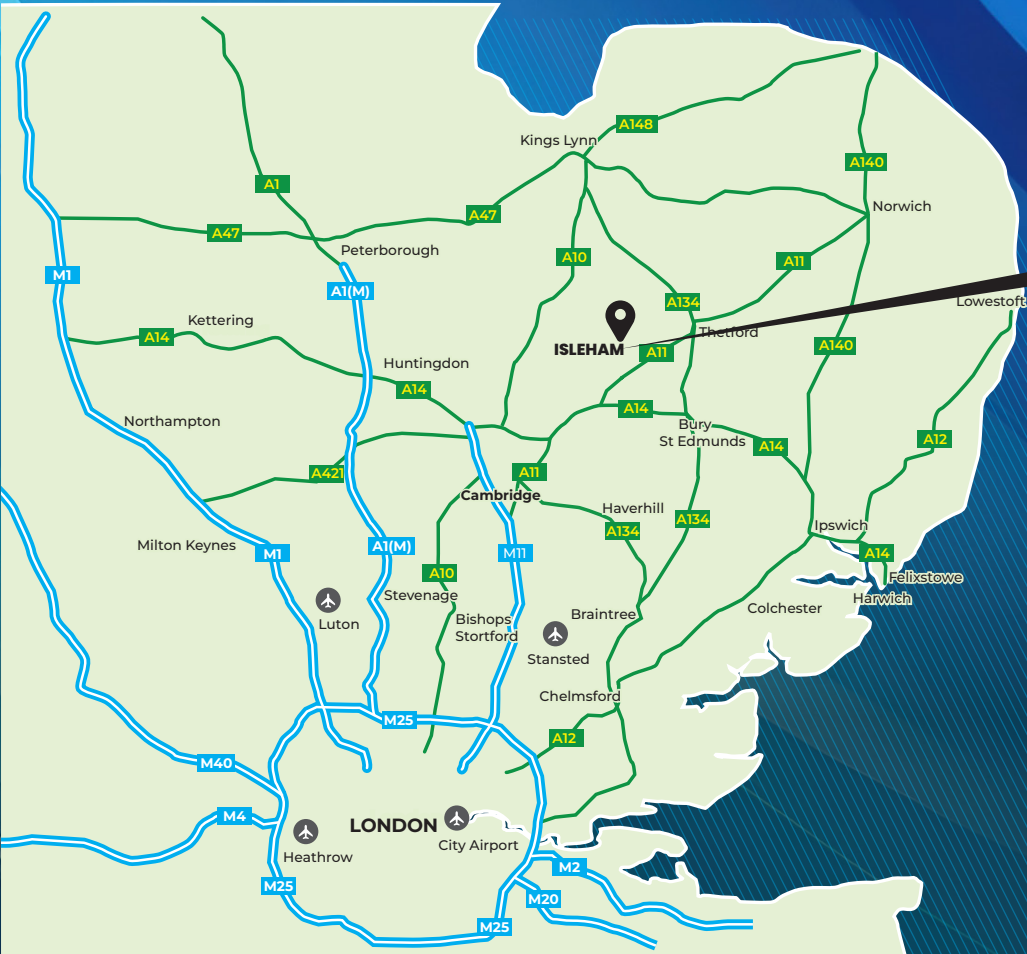 A148
Kings Lynn
A140
A1
Norwich
A47
A47
Peterborough
A10
A11
M1
A1(M)
A134
Lowestoft
Kettering
Thetford
A14
ISLEHAM
A11
A140
Huntingdon
A14
A14
Northampton
Bury
St Edmunds
A14
A12
A421
A11
Cambridge
Haverhill
A134
A134
Ipswich
Milton Keynes
M1
A1(M)
M11
A14
A10
Felixstowe
Stevenage
Harwich
Luton
Bishops
Stortford
Braintree
Colchester
Stansted
Chelmsford
M25
A12
M40
M4
LONDON
City Airport
Heathrow
M2
M25
M20
M25